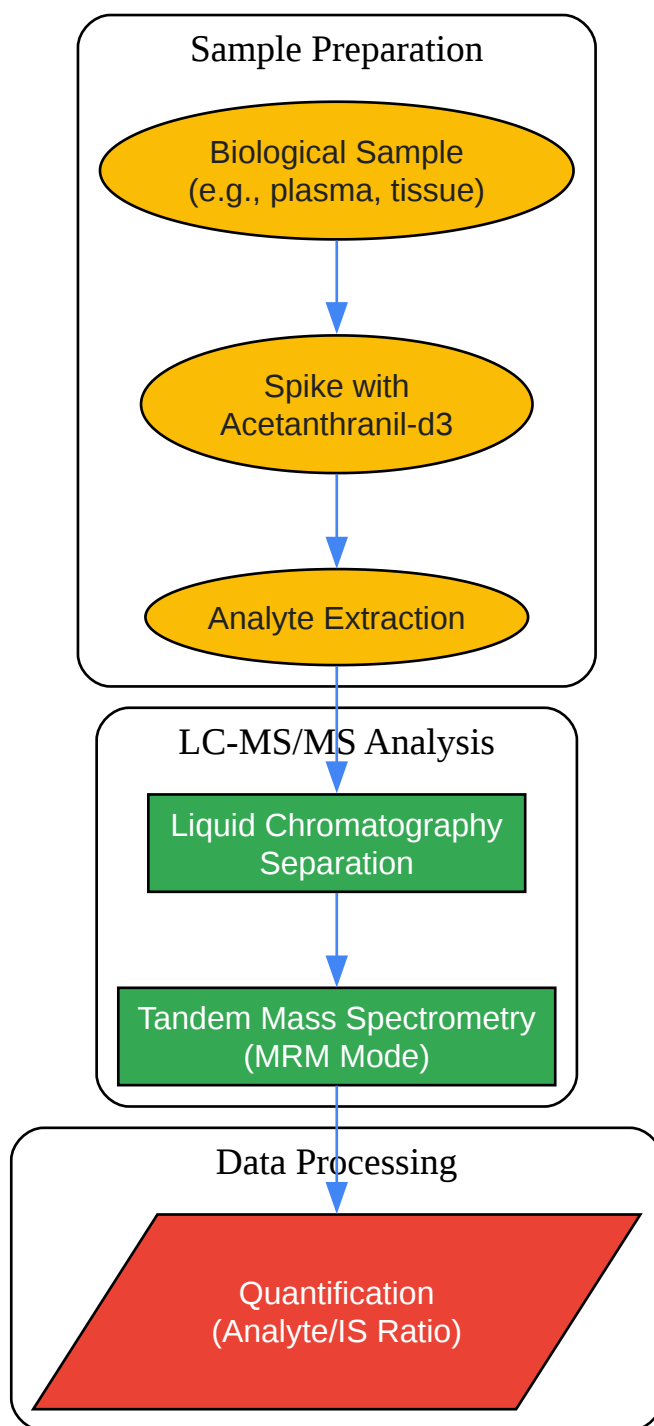 Sample Preparation
Biological Sample
(e.g., plasma, tissue)
Spike with
Acetanthranil-d3
Analyte Extraction
LC-MS/MS Analysis
Liquid Chromatography
Separation
Tandem Mass Spectrometry
(MRM Mode)
Data Processing
Quantification
(Analyte/IS Ratio)